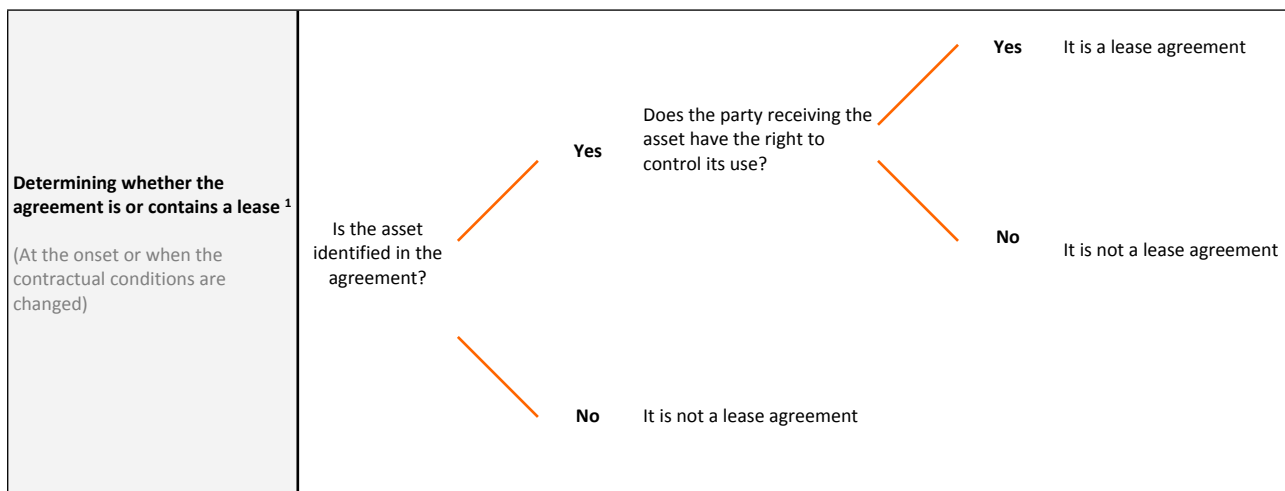 Determining whether the
agreement is or contains a lease ¹
(At the onset or when the
contractual conditions are
changed)
Is the asset
identified in the
agreement?
Yes
Does the party receiving the
asset have the right to
control its use?
Yes
It is a lease agreement
No
It is not a lease agreement
No
It is not a lease agreement